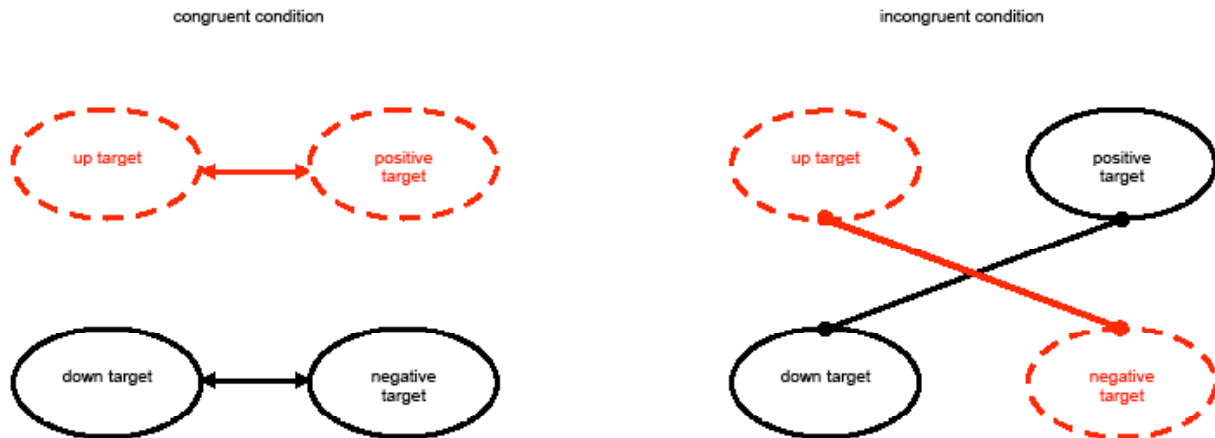 congruent condition
incongruent condition
up target
positive
target
up target
positive
target
down target
negative
target
down target
negative
target